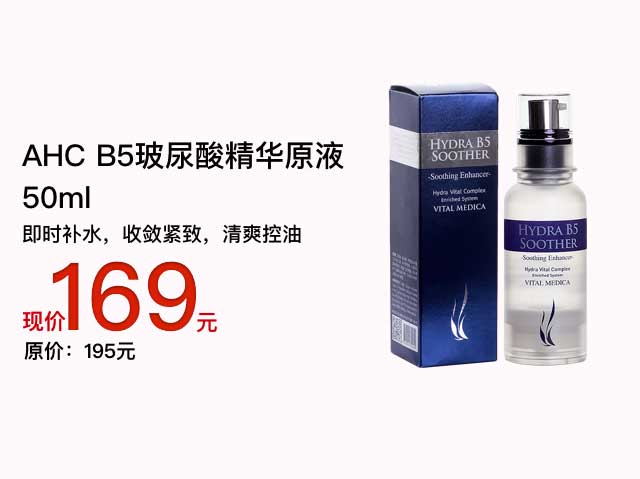 AHC B5玻尿酸精华原液
50ml
即时补水，收敛紧致，清爽控油
现价169元
原价：195元
HYDRA B5
SOOTHER
-Soothing Enhancer-
Hydra Vital Complex
Enriched System
VITAL MEDICA
HYDRA B5
SOOTHER
-Soothing Enhancer-
Hydra Vital Complex
Enriched System
VITAL MEDICA